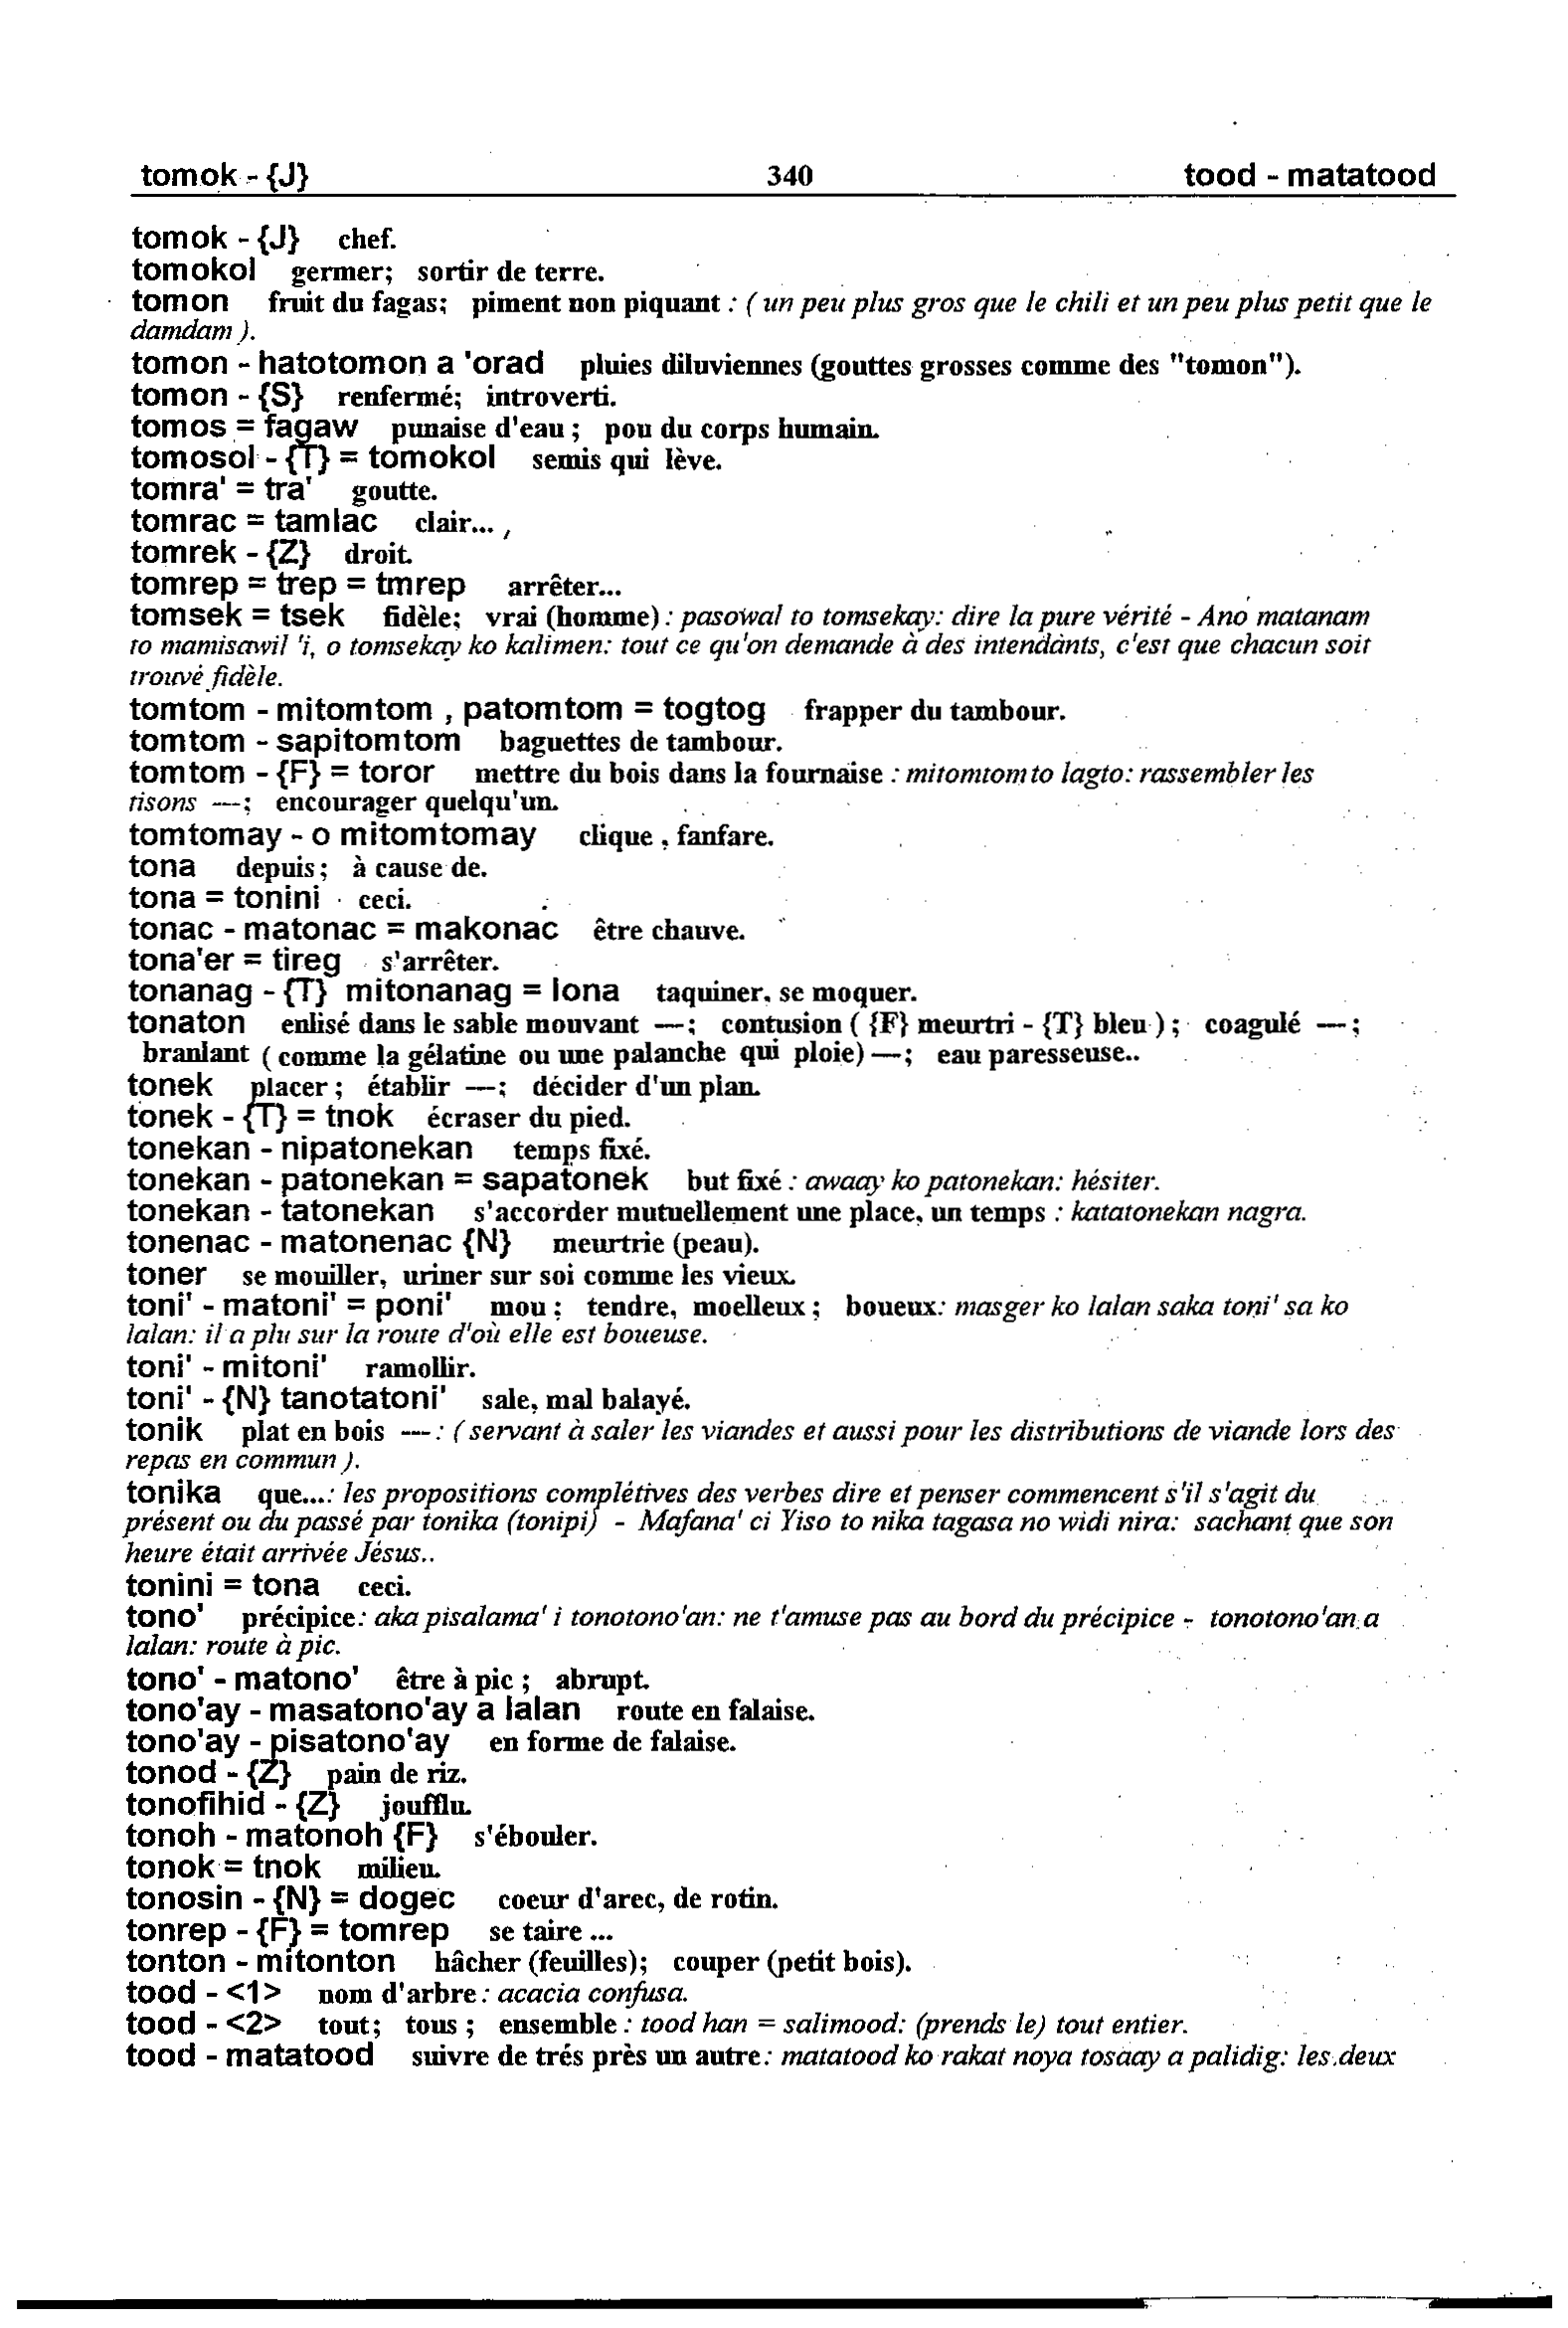 tomok - {J} 340 tood - matatood
tomok - {J} chef.
tomokol germer; sortir de terre.
tomon fruit du fagas; piment non piquant : ( un peu plus gros que le chili et un peu plus petit que le
damdam ).
tomon - hatotomon a 'orad pluies diluviennes (gouttes grosses comme des "tomon").
tomon - {S} renfermé; introverti.
tomos = fagaw punaise d'eau ; pou du corps humain.
tomosol - {T} = tomokol semis qui lève.
tomra' = tra' goutte.
tomrac = tamlac clair... ,
tomrek - {Z} droit.
tomrep = trep = tmrep arrêter...
tomsek = tsek fidèle; vrai (homme) : pasowal to tomsekay: dire la pure vérité - Ano matanam
to mamisawil 'i, o tomsekay ko kalimen: tout ce qu'on demande à des intendànts, c'est que chacun soit
trouvé fidèle.
tomtom - mitomtom , patomtom = togtog frapper du tambour.
tomtom - sapitomtom baguettes de tambour.
tomtom - {F} = toror mettre du bois dans la fournaise : mitomtom to lagto: rassembler les
tisons —; encourager quelqu'un.
tomtomay - o mitomtomay clique , fanfare.
tona depuis; à cause de.
tona = tonini ceci.
tonac - matonac = makonac être chauve.
tona'er = tireg s'arrêter.
tonanag - {T} mitonanag = lona taquiner, se moquer.
tonaton enlisé dans le sable mouvant —; contusion ( {F} meurtri - {T} bleu ) ; coagulé — ;
branlant ( comme la gélatine ou une palanche qui ploie) —; eau paresseuse..
tonek placer ; établir —; décider d'un plan.
tonek - {T} = tnok écraser du pied.
tonekan - nipatonekan temps fixé.
tonekan - patonekan = sapatonek but fixé : awaay ko patonekan: hésiter.
tonekan - tatonekan s'accorder mutuellement une place, un temps : katatonekan nagra.
tonenac - matonenac {N} meurtrie (peau).
toner se mouiller, uriner sur soi comme les vieux.
toni' - matoni' = poni' mou ; tendre, moelleux ; boueux: masger ko lalan saka toni' sa ko
lalan: il a plu sur la route d'où elle est boueuse.
toni' - mitoni' ramollir.
toni' - {N} tanotatoni' sale, mal balayé.
tonik plat en bois —: ( servant à saler les viandes et aussi pour les distributions de viande lors des
repas en commun ).
tonika que...: les propositions complétives des verbes dire et penser commencent s'il s'agit du
présent ou du passé par tonika (tonipi) - Mafana' ci Yiso to nika tagasa no widi nira: sachant que son
heure était arrivée Jésus..
tonini = tona ceci.
tono' précipice: aka pisalama' i tonotono'an: ne t'amuse pas au bord du précipice - tonotono'an a
lalan: route à pic.
tono' - matono' être à pic ; abrupt.
tono'ay - masatono'ay a lalan route en falaise.
tono'ay - pisatono'ay en forme de falaise.
tonod - {Z} pain de riz.
tonofihid - {Z} joufflu.
tonoh - matonoh {F} s'ébouler.
tonok = tnok milieu.
tonosin - {N} = dogec coeur d'arec, de rotin.
tonrep - {F} = tomrep se taire ...
tonton - mitonton hâcher (feuilles); couper (petit bois).
tood - <1> nom d'arbre : acacia confusa.
tood - <2> tout; tous ; ensemble : tood han = salimood: (prends le) tout entier.
tood - matatood suivre de trés près un autre: matatood ko rakat noya tosaay a palidig: les deux